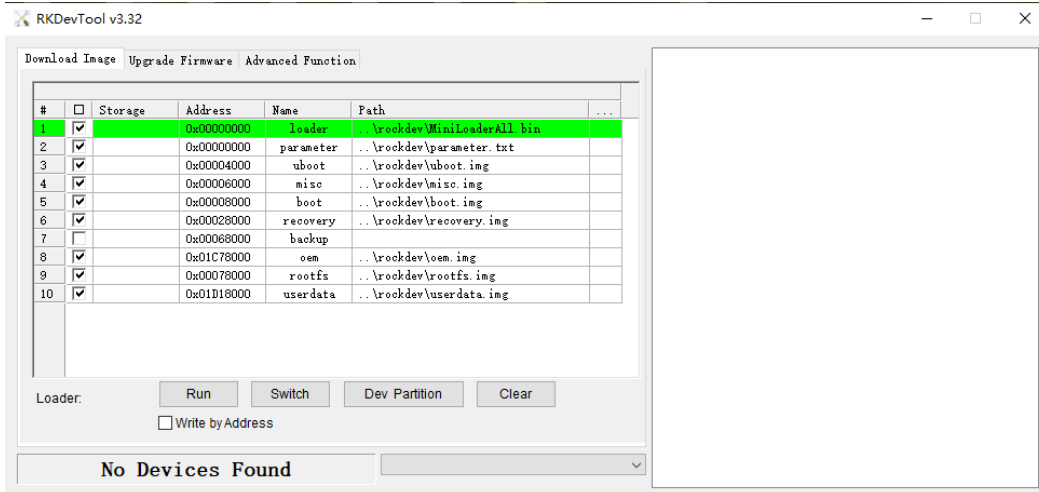 RKDevTool v3.32
Download Image Upgrade Firmware Advanced Function
# Storage Address Name Path ...
1 0x00000000 loader ..\rockdev\MiniLoaderAll.bin
2 0x00000000 parameter ..\rockdev\parameter.txt
3 0x00004000 uboot ..\rockdev\uboot.img
4 0x00006000 misc ..\rockdev\misc.img
5 0x00008000 boot ..\rockdev\boot.img
6 0x00028000 recovery ..\rockdev\recovery.img
7 0x00068000 backup
8 0x01C78000 oem ..\rockdev\oem.img
9 0x00078000 rootfs ..\rockdev\rootfs.img
10 0x01D18000 userdata ..\rockdev\userdata.img
Loader: Run Switch Dev Partition Clear
Write by Address
No Devices Found